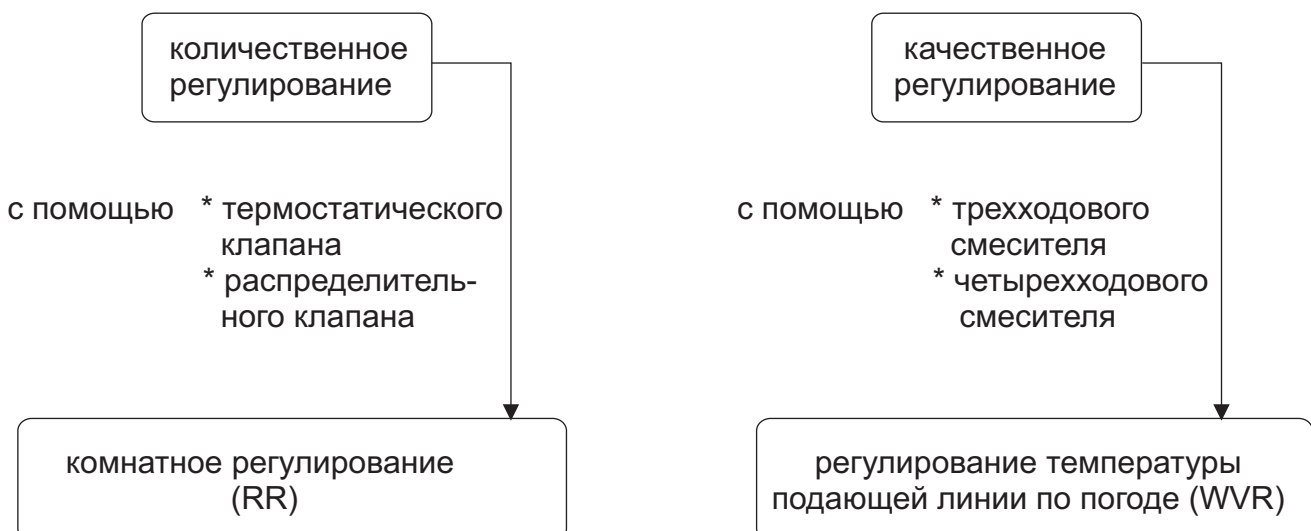 количественное
регулирование
с помощью * термостатического
клапана
* распределитель-
ного клапана
комнатное регулирование
(RR)
качественное
регулирование
с помощью * трехходового
смесителя
* четырехходового
смесителя
регулирование температуры
подающей линии по погоде (WVR)